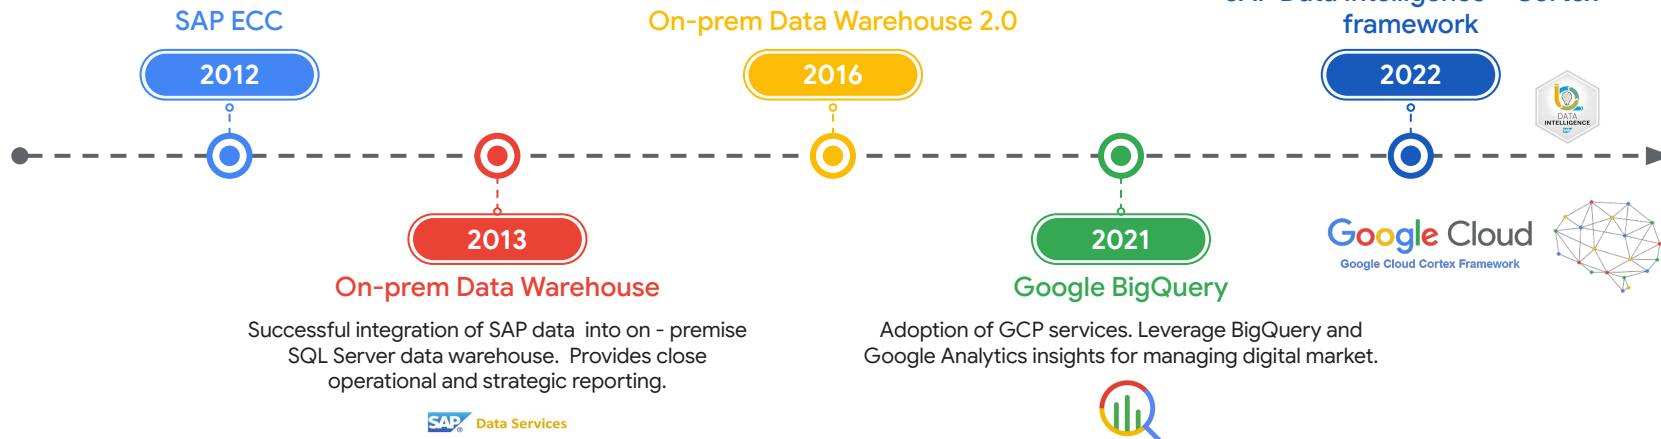 SAP ECC
2012
On-prem Data Warehouse 2.0
2016
framework
2022
DATA
INTELLIGENCE
SAP
2013
On-prem Data Warehouse
Successful integration of SAP data into on - premise
SQL Server data warehouse. Provides close
operational and strategic reporting.
SAP Data Services
2021
Google BigQuery
Adoption of GCP services. Leverage BigQuery and
Google Analytics insights for managing digital market.
Google Cloud
Google Cloud Cortex Framework